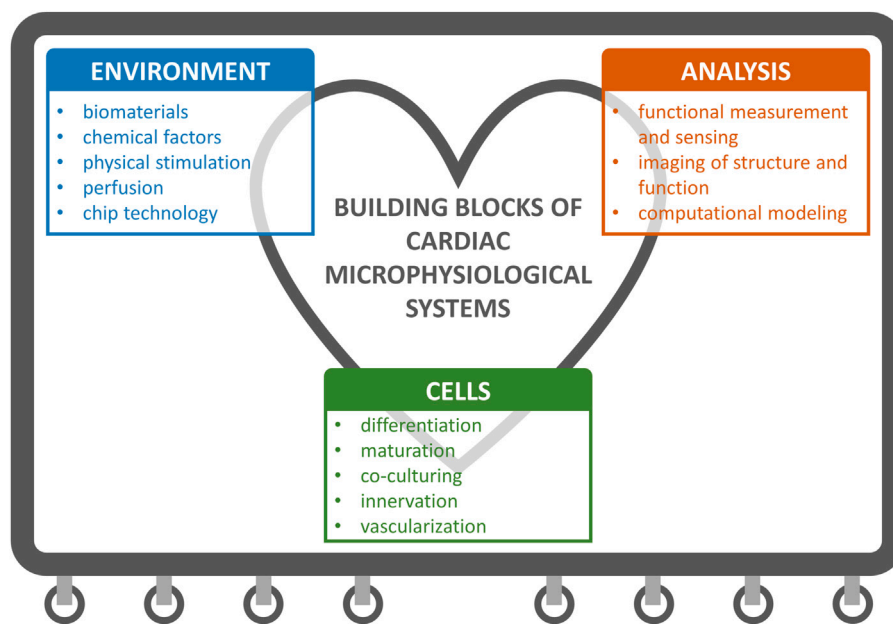 ENVIRONMENT
• biomaterials
• chemical factors
• physical stimulation
• perfusion
• chip technology
ANALYSIS
• functional measurement
and sensing
• imaging of structure and
function
• computational modeling
BUILDING BLOCKS OF
CARDIAC
MICROPHYSIOLOGICAL
SYSTEMS
CELLS
• differentiation
• maturation
• co-culturing
• innervation
• vascularization